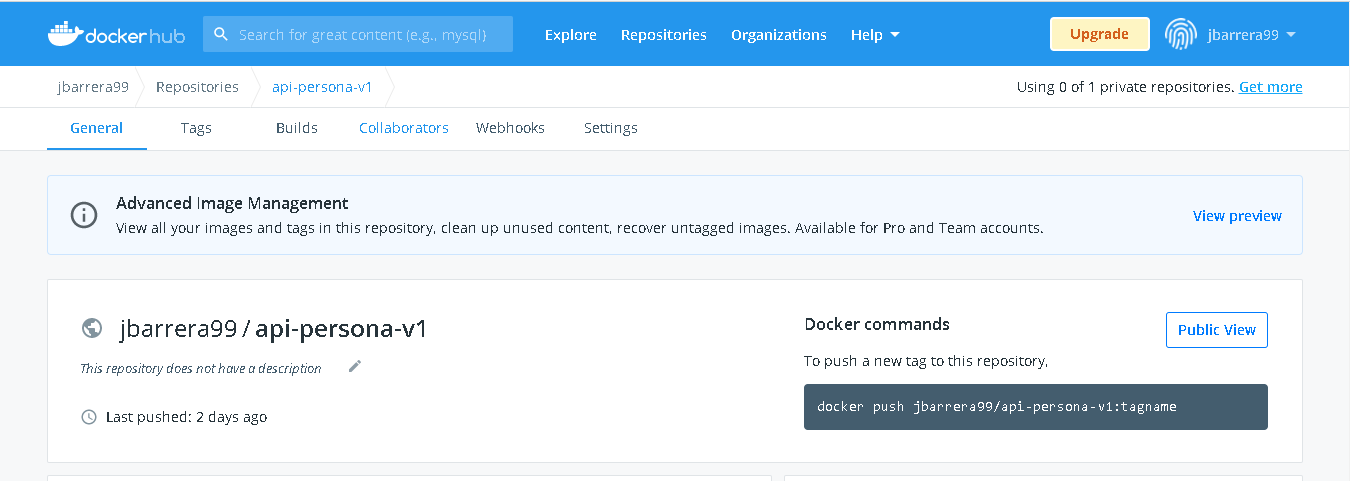 dockerhub Search for great content (e.g., mysql) Explore Repositories Organizations Help Upgrade jbarrera99
jbarrera99 Repositories api-persona-v1 Using 0 of 1 private repositories. Get more
General Tags Builds Collaborators Webhooks Settings
Advanced Image Management
View all your images and tags in this repository, clean up unused content, recover untagged images. Available for Pro and Team accounts.
View preview
jbarrera99 / api-persona-v1
This repository does not have a description
Last pushed: 2 days ago
Docker commands
Public View
To push a new tag to this repository,
docker push jbarrera99/api-persona-v1:tagname